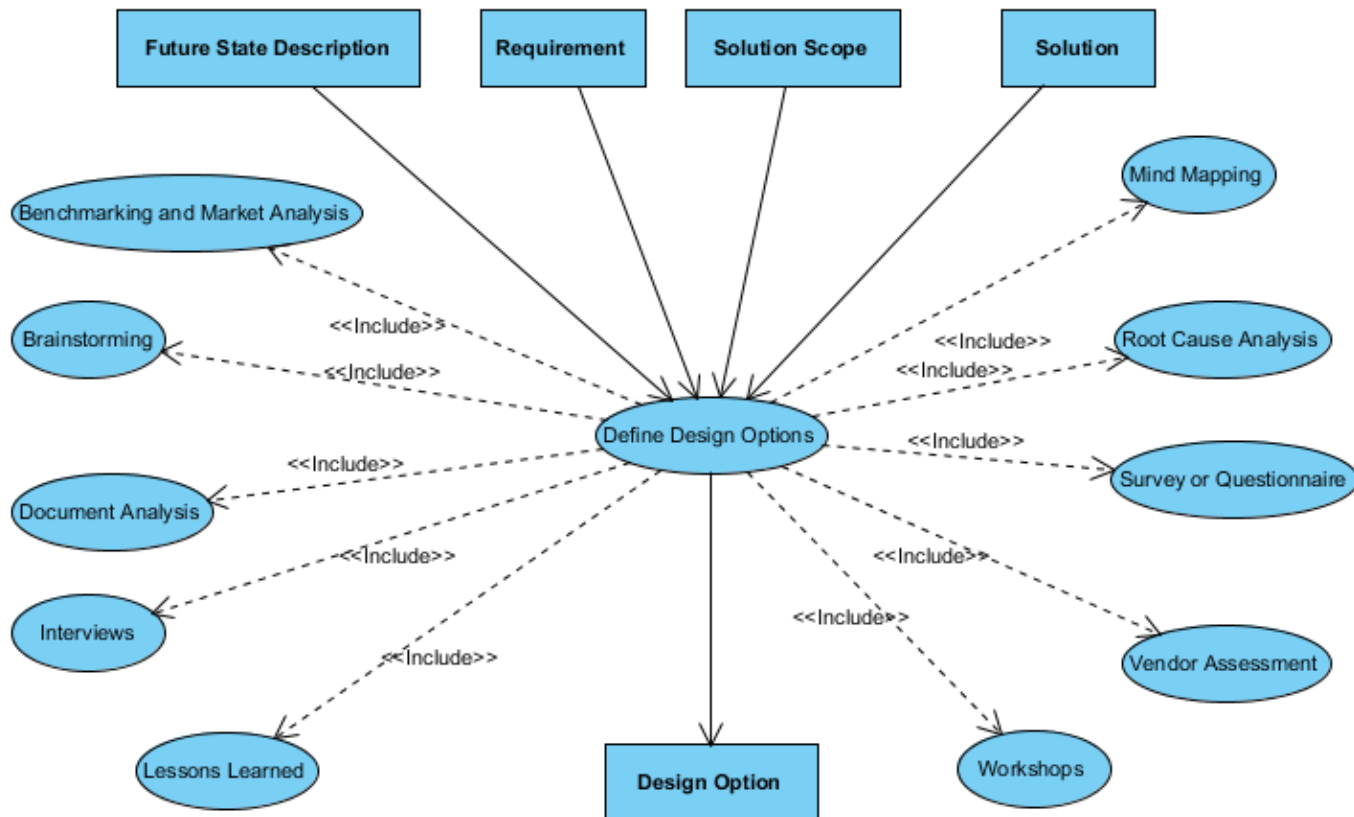 Future State Description
Requirement
Solution Scope
Solution
Mind Mapping
Benchmarking and Market Analysis
<<Include>>
Brainstorming
<<Include>>
Root Cause Analysis
<<Include>>
<<Include>>
Define Design Options
<<Include>>
<<Include>>
Survey or Questionnaire
Document Analysis
<<Include>>
<<Include>>
<<Include>>
Interviews
<<Include>>
Vendor Assessment
Lessons Learned
Design Option
Workshops